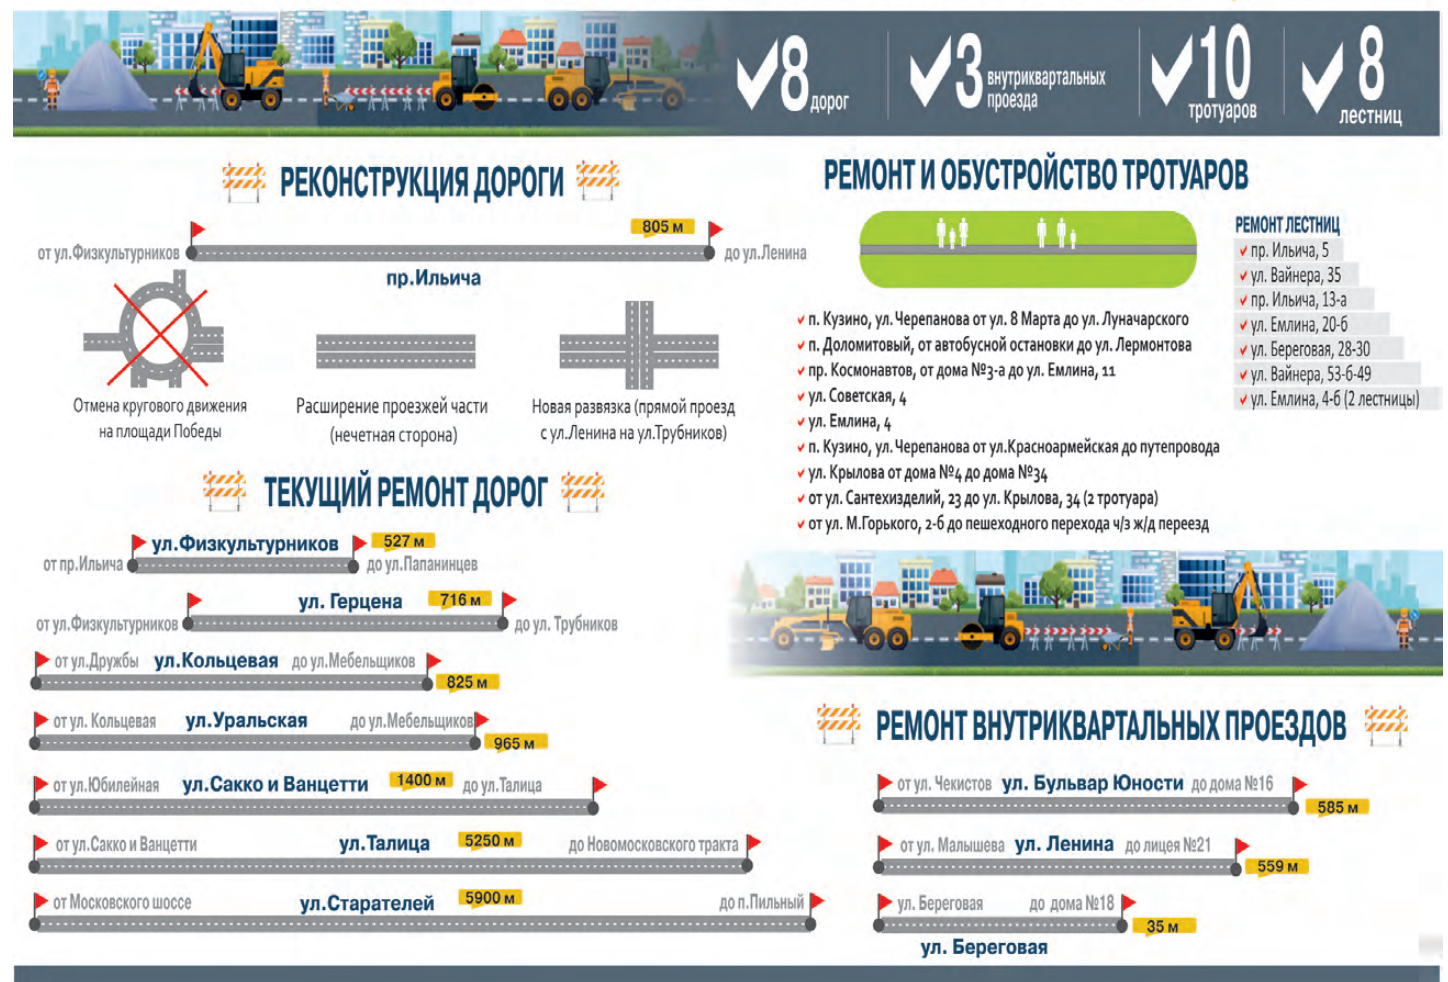 8 дорог
3 внутриквартальных
проезда
10
тротуаров
8
лестниц
РЕКОНСТРУКЦИЯ ДОРОГИ
805 м
от ул.Физкультурников
до ул.Ленина
пр.Ильича
Отмена кругового движения
на площади Победы
Расширение проезжей части
(нечетная сторона)
Новая развязка (прямой проезд
с ул.Ленина на ул.Трубников)
ТЕКУЩИЙ РЕМОНТ ДОРОГ
ул.Физкультурников 527 м
от пр.Ильича до ул.Папанинцев
ул. Герцена 716 м
от ул.Физкультурников до ул. Трубников
от ул.Дружбы ул.Кольцевая до ул.Мебельщиков
825 м
от ул. Кольцевая ул.Уральская до ул.Мебельщиков
965 м
от ул.Юбилейная ул.Сакко и Ванцетти 1400 м до ул.Талица
от ул.Сакко и Ванцетти ул.Талица 5250 м до Новомосковского тракта
от Московского шоссе ул.Старателей 5900 м до п.Пильный
РЕМОНТ И ОБУСТРОЙСТВО ТРОТУАРОВ
п. Кузино, ул. Черепанова от ул. 8 Марта до ул. Луначарского
п. Доломитовый, от автобусной остановки до ул. Лермонтова
пр. Космонавтов, от дома №3-а до ул. Емлина, 11
ул. Советская, 4
ул. Емлина, 4
п. Кузино, ул. Черепанова от ул.Красноармейская до путепровода
ул. Крылова от дома №4 до дома №34
от ул. Сантехизделий, 23 до ул. Крылова, 34 (2 тротуара)
от ул. М.Горького, 2-б до пешеходного перехода ч/з ж/д переезд
РЕМОНТ ЛЕСТНИЦ
пр. Ильича, 5
ул. Вайнера, 35
пр. Ильича, 13-а
ул. Емлина, 20-б
ул. Береговая, 28-30
ул. Вайнера, 53-б-49
ул. Емлина, 4-б (2 лестницы)
РЕМОНТ ВНУТРИКВАРТАЛЬНЫХ ПРОЕЗДОВ
от ул. Чекистов ул. Бульвар Юности до дома №16
585 м
от ул. Малышева ул. Ленина до лицея №21
559 м
ул. Береговая до дома №18
35 м
ул. Береговая